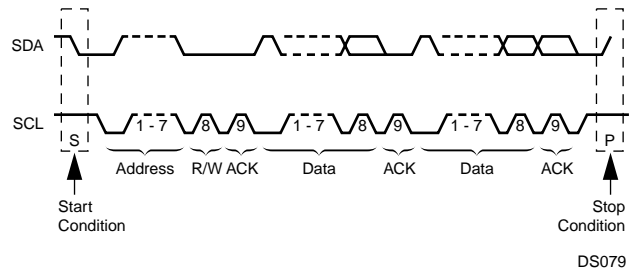 SDA
SCL
1 - 7 8 9 1 - 7 8 9 1 - 7 8 9
S P
Address R/W ACK Data ACK Data ACK
Start
Condition
Stop
Condition
DS079